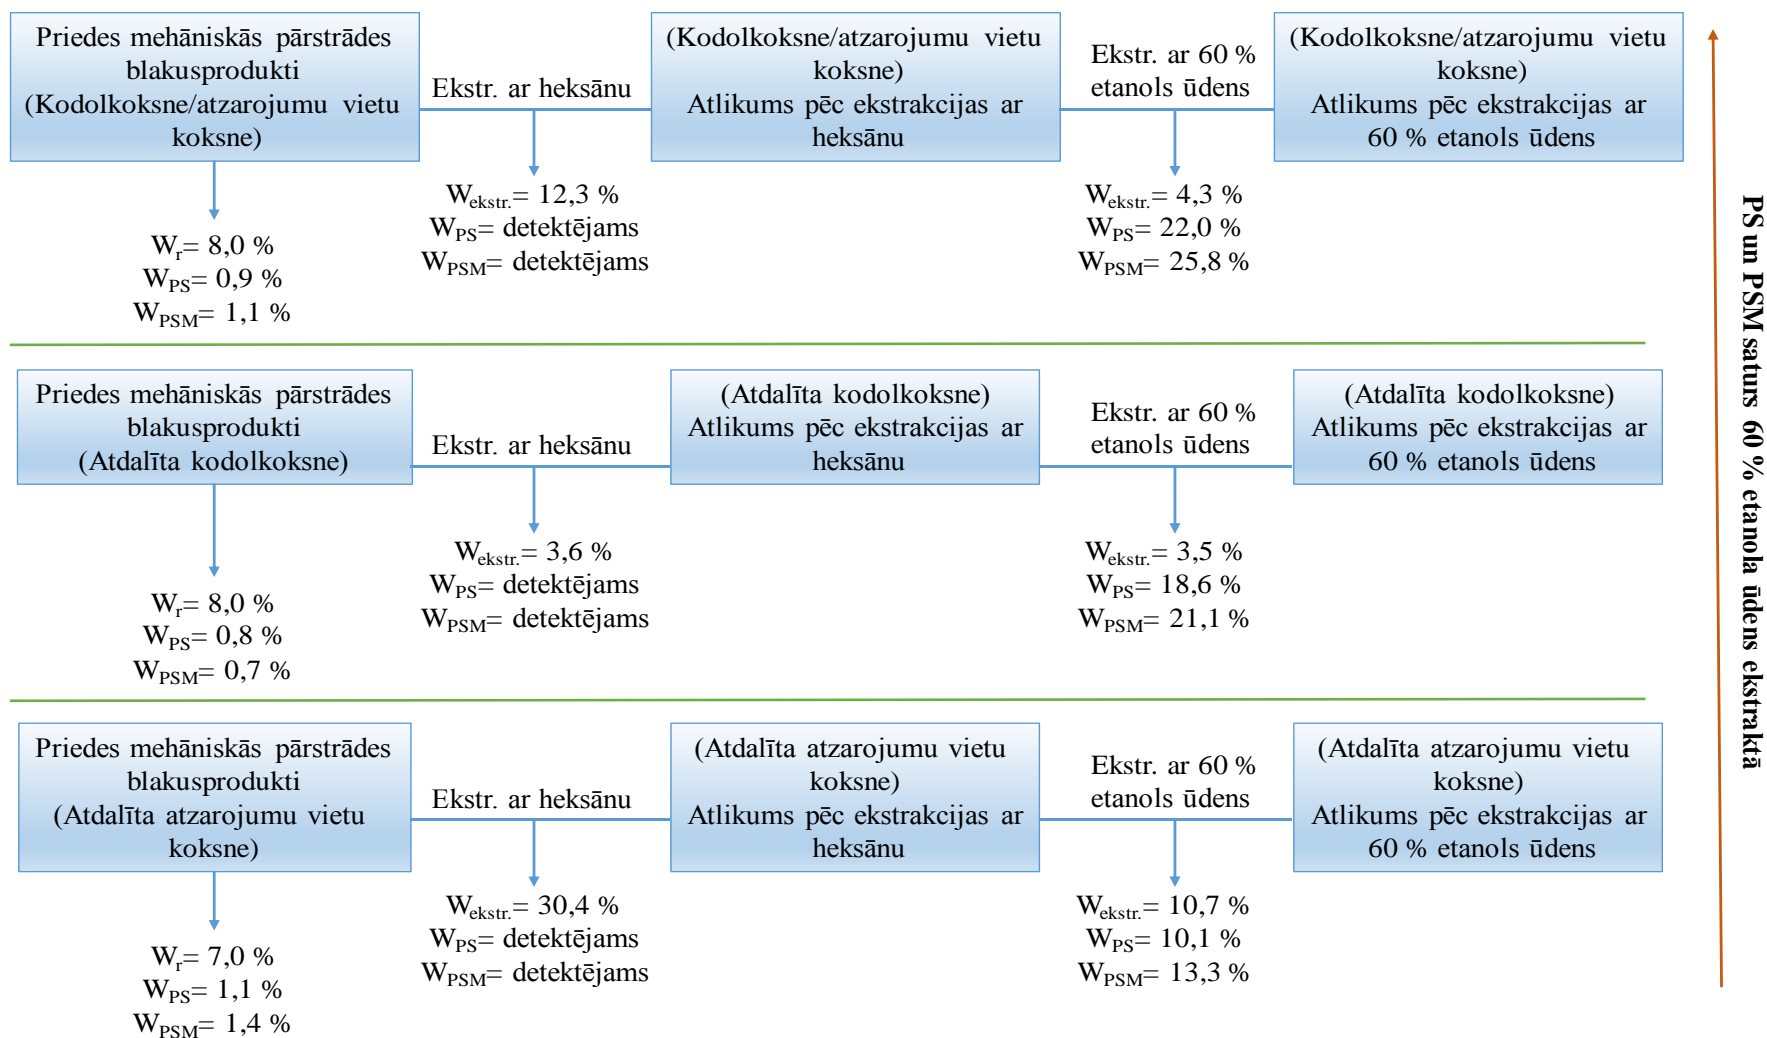 Priedes mehāniskās pārstrādes
blakusprodukti
(Kodolkoksne/atzarojumu vietu
koksne)
Ekstr. ar heksānu
(Kodolkoksne/atzarojumu vietu
koksne)
Atlikums pēc ekstrakcijas ar
heksānu
Ekstr. ar 60 %
etanols ūdens
(Kodolkoksne/atzarojumu vietu
koksne)
Atlikums pēc ekstrakcijas ar
60 % etanols ūdens
Wr= 8,0 %
WPS= 0,9 %
WPSM= 1,1 %
Wekstr.= 12,3 %
WPS= detektējams
WPSM= detektējams
Wekstr.= 4,3 %
WPS= 22,0 %
WPSM= 25,8 %
Priedes mehāniskās pārstrādes
blakusprodukti
(Atdalīta kodolkoksne)
Ekstr. ar heksānu
(Atdalīta kodolkoksne)
Atlikums pēc ekstrakcijas ar
heksānu
Ekstr. ar 60 %
etanols ūdens
(Atdalīta kodolkoksne)
Atlikums pēc ekstrakcijas ar
60 % etanols ūdens
Wr= 8,0 %
WPS= 0,8 %
WPSM= 0,7 %
Wekstr.= 3,6 %
WPS= detektējams
WPSM= detektējams
Wekstr.= 3,5 %
WPS= 18,6 %
WPSM= 21,1 %
Priedes mehāniskās pārstrādes
blakusprodukti
(Atdalīta atzarojumu vietu
koksne)
Ekstr. ar heksānu
(Atdalīta atzarojumu vietu
koksne)
Atlikums pēc ekstrakcijas ar
heksānu
Ekstr. ar 60 %
etanols ūdens
(Atdalīta atzarojumu vietu
koksne)
Atlikums pēc ekstrakcijas ar
60 % etanols ūdens
Wr= 7,0 %
WPS= 1,1 %
WPSM= 1,4 %
Wekstr.= 30,4 %
WPS= detektējams
WPSM= detektējams
Wekstr.= 10,7 %
WPS= 10,1 %
WPSM= 13,3 %
PS un PSM saturs 60 % etanola ūdens ekstraktā